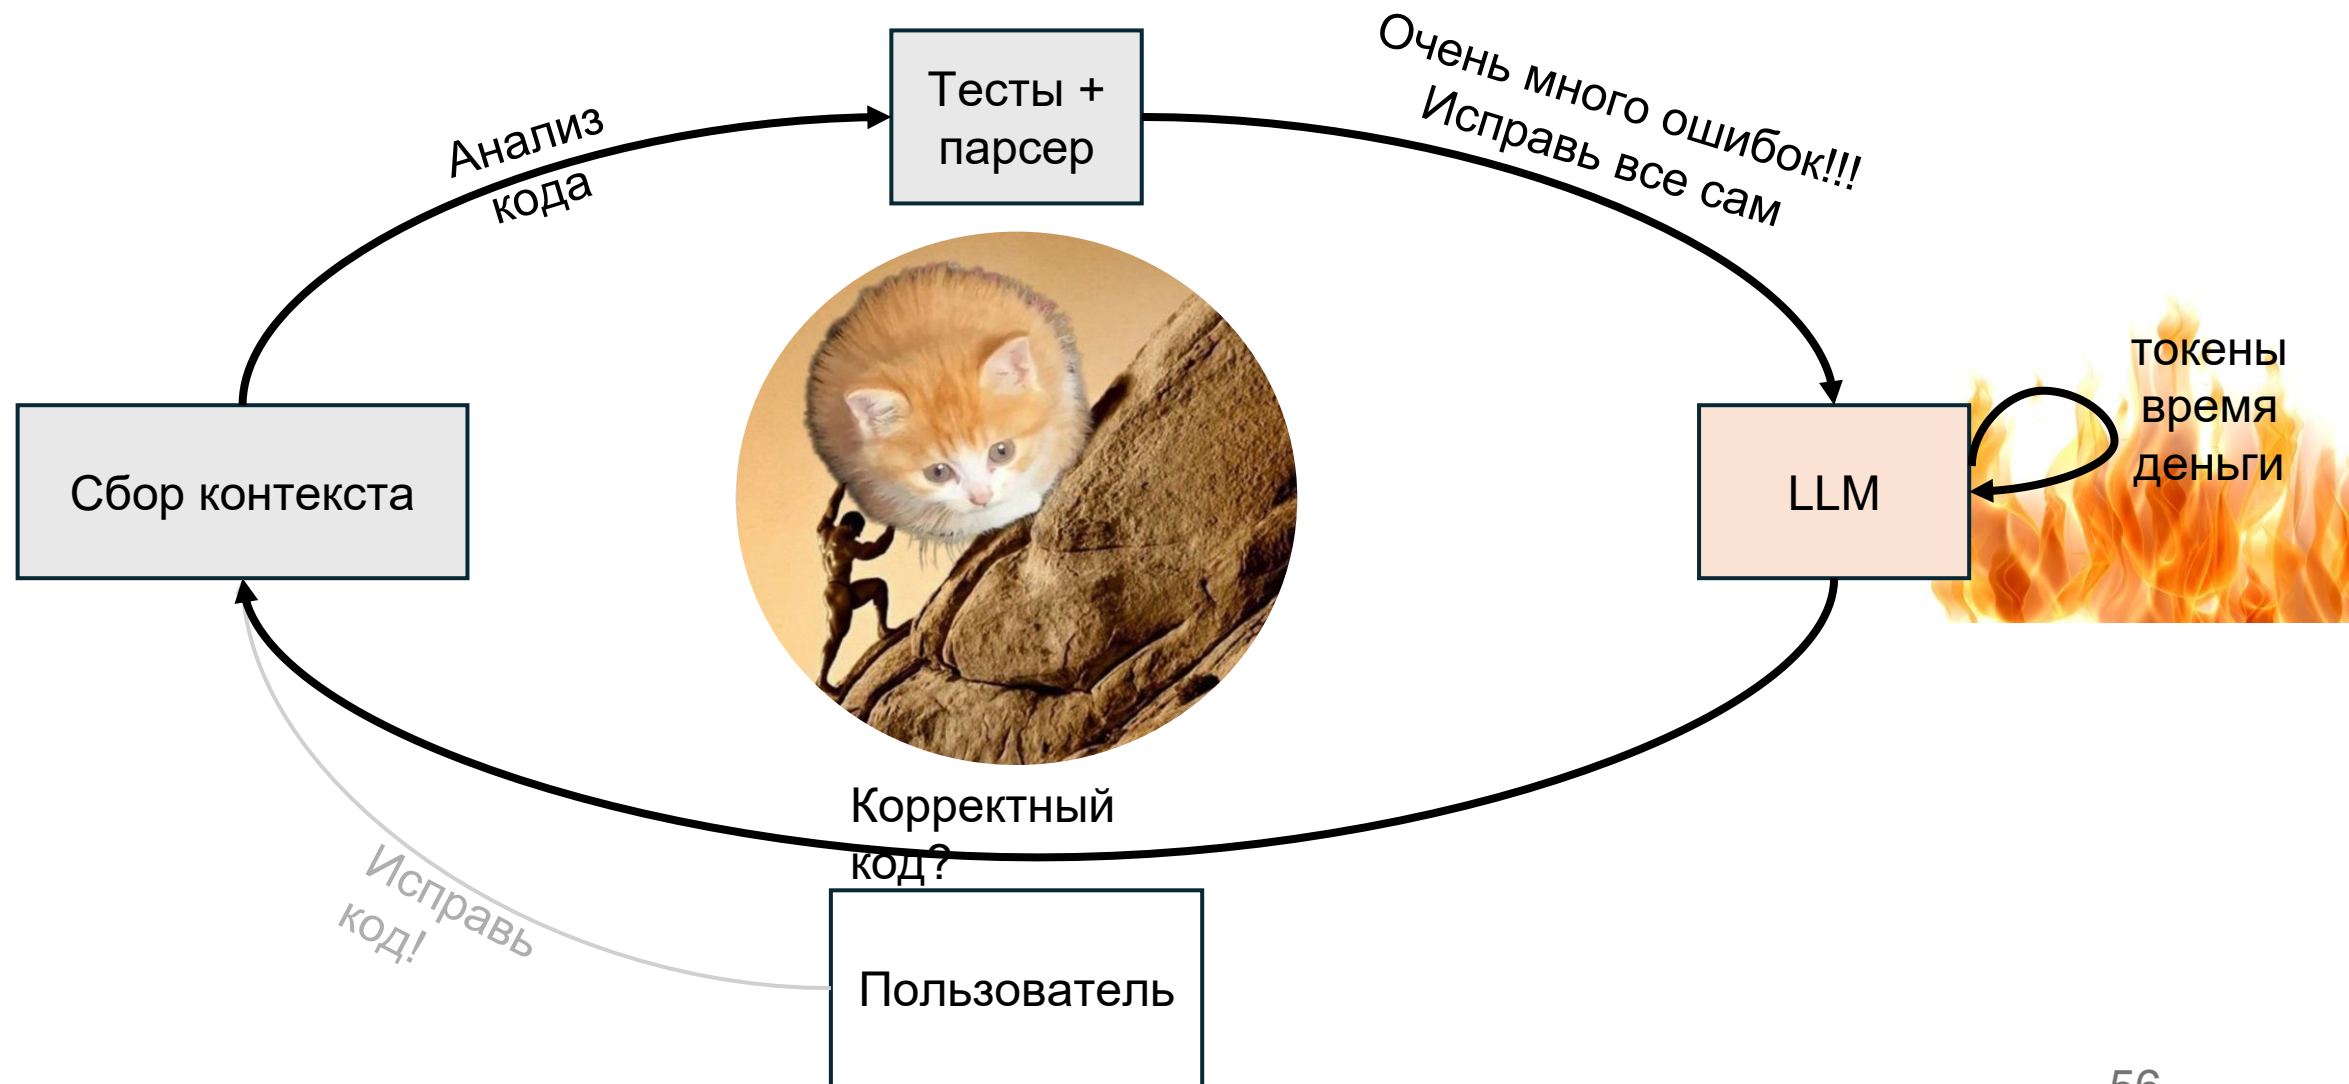 Очень много ошибок!!!
Исправь все сам
Тесты +
парсер
Анализ
кода
токены
время
деньги
Сбор контекста
LLM
Корректный
код?
Исправь
код!
Пользователь
56